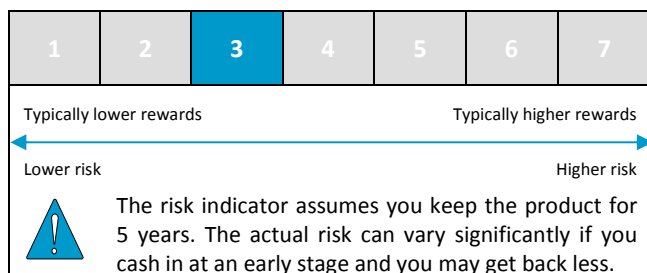 1 2 3 4 5 6 7
Typically lower rewards Typically higher rewards
Lower risk Higher risk
The risk indicator assumes you keep the product for
5 years. The actual risk can vary significantly if you
cash in at an early stage and you may get back less.